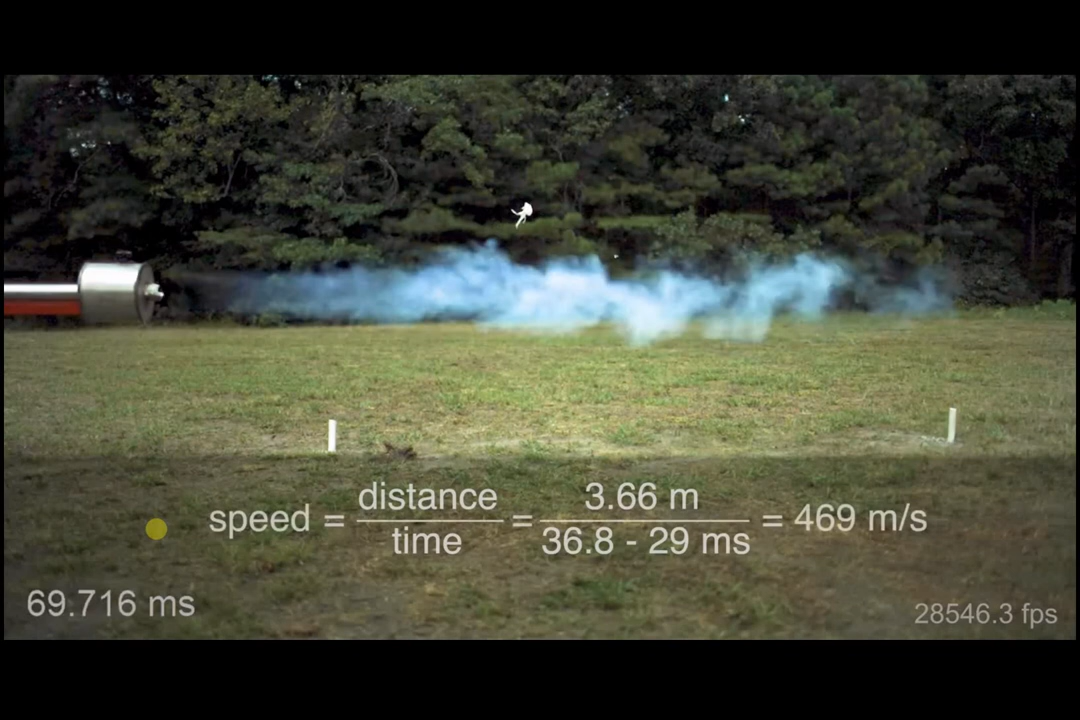 speed = distance / time = 3.66 m / 36.8 - 29 ms = 469 m/s
69.716 ms
28546.3 fps